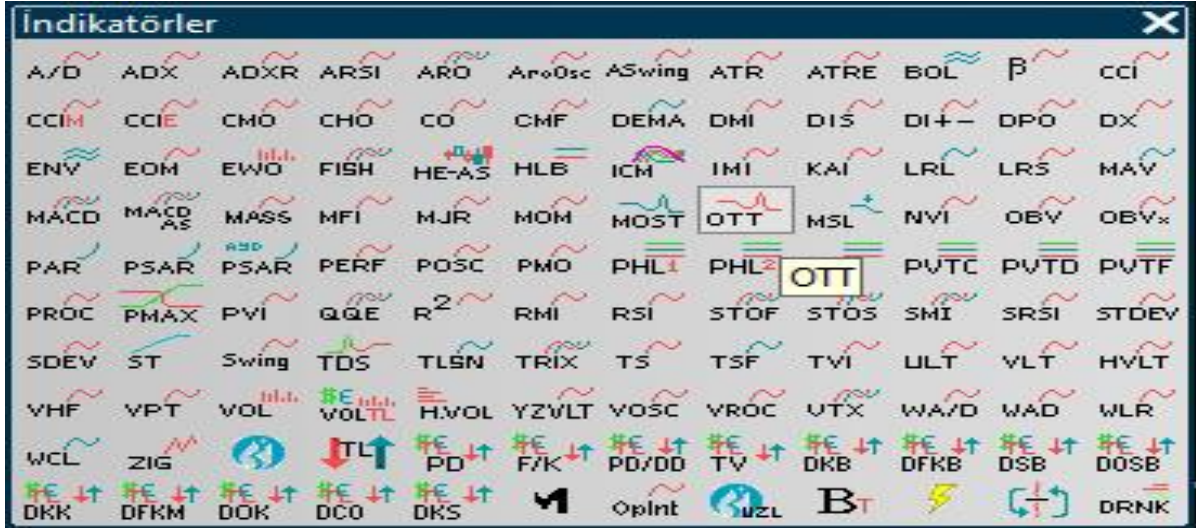 İndikatörler
A/D ADX ADXR ARSI ARO AroOsc ASwing ATR ATRE BOL β CCI
CCIM CCIE CMO CHO CO CMF DEMA DMI DIS DI+- DPO DX
ENV EOM EWO FISH HE-AS HLB ICM IMI KAI LRL LRS MAV
MACD MACD AS MASS MFI MJR MOM MOST OTT MSL NVI OBV OBVx
PAR PSAR ASD PSAR PERF POSC PMO PHL1 PHL2 OTT PVTC PVTD PVTF
PROC PMAX PVI QQE R² RMI RSI STOF STOS SMI SRSI STDEV
SDEV ST Swing TDS TLSN TRIX TS TSF TVI ULT VLT HVLT
VHF VPT VOL #€ VOLTL H.VOL YZVLT VOSC VROC VTX WA/D WAD WLR
WCL ZIG TL #€ PD #€ F/K #€ PD/DD #€ TV #€ DKB #€ DFKB #€ DSB #€ DOSB
#€ DKK #€ DFKM #€ DOK #€ DCO #€ DKS M OpInt UZL BT DRNK